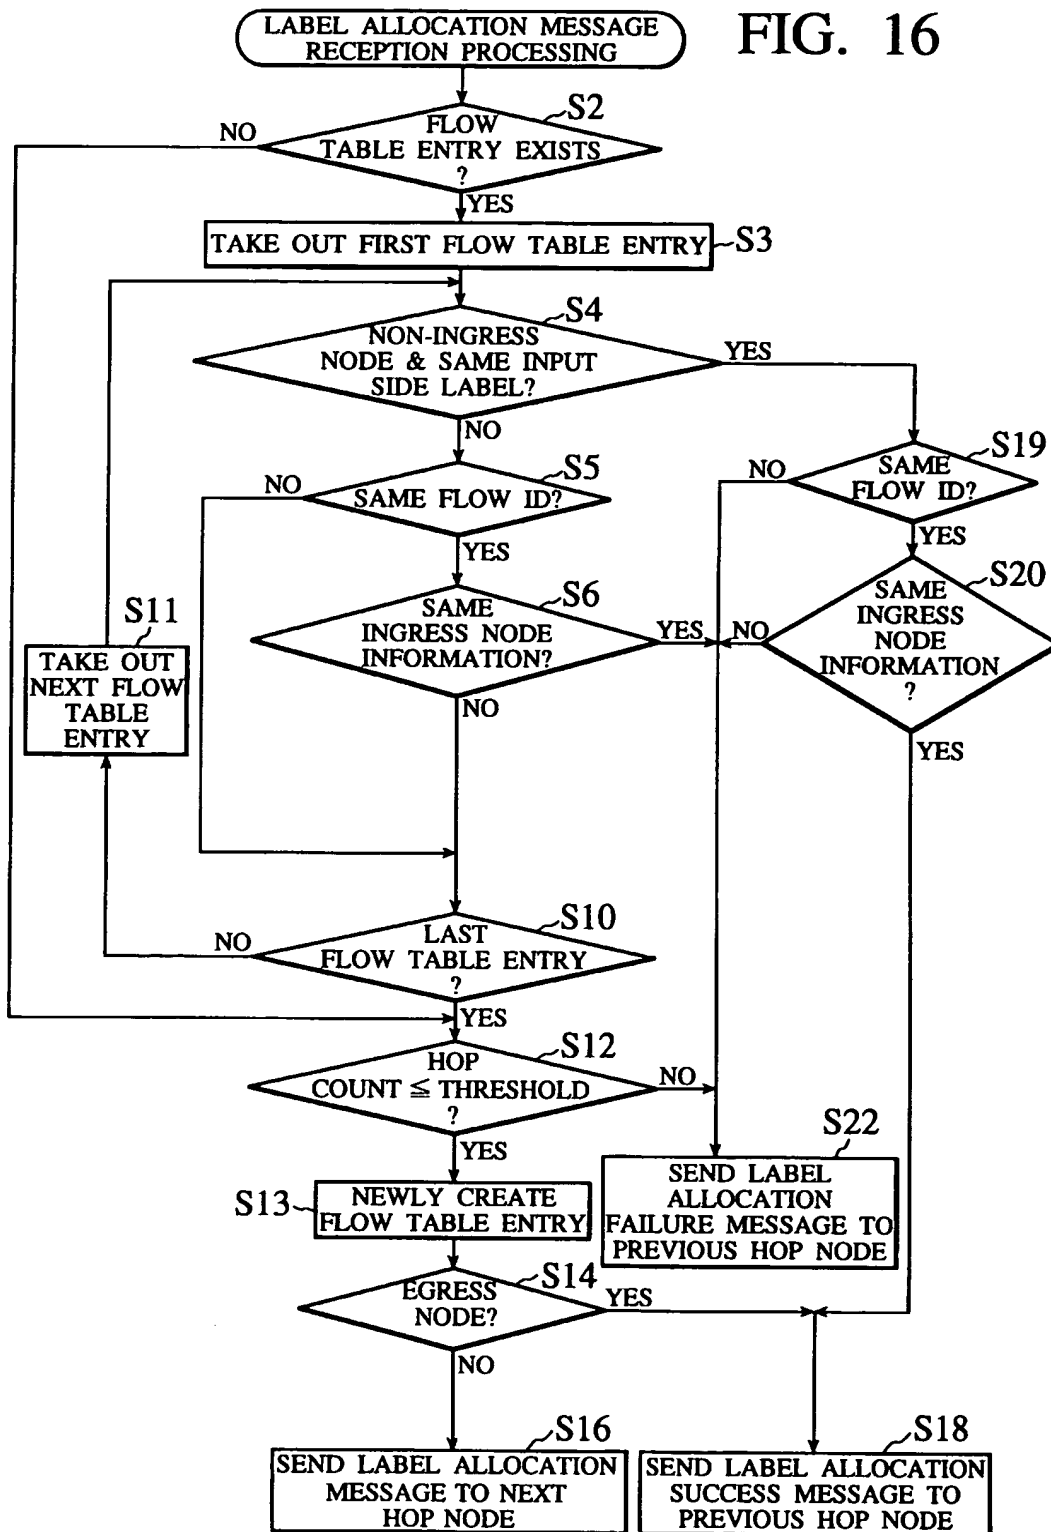 LABEL ALLOCATION MESSAGE
RECEPTION PROCESSING
FIG. 16
S2
NO
FLOW
TABLE ENTRY EXISTS
?
YES
TAKE OUT FIRST FLOW TABLE ENTRY
S3
S4
NON-INGRESS
NODE & SAME INPUT
SIDE LABEL?
YES
NO
S5
NO
SAME FLOW ID?
YES
S19
NO
SAME
FLOW ID?
YES
S6
SAME
INGRESS NODE
INFORMATION?
YES
NO
S20
NO
SAME
INGRESS
NODE
INFORMATION
?
YES
S11
TAKE OUT
NEXT FLOW
TABLE
ENTRY
S10
NO
LAST
FLOW TABLE ENTRY
?
YES
S12
HOP
COUNT ≦ THRESHOLD
?
NO
YES
S22
SEND LABEL
ALLOCATION
FAILURE MESSAGE TO
PREVIOUS HOP NODE
S13
NEWLY CREATE
FLOW TABLE ENTRY
S14
EGRESS
NODE?
YES
NO
S16
SEND LABEL ALLOCATION
MESSAGE TO NEXT
HOP NODE
S18
SEND LABEL ALLOCATION
SUCCESS MESSAGE TO
PREVIOUS HOP NODE